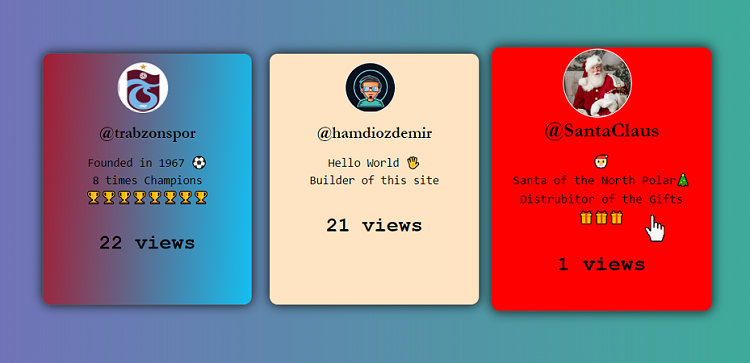 @trabzonspor
Founded in 1967 ⚽
8 times Champions
🏆🏆🏆🏆🏆🏆🏆🏆
22 views
@hamdiozdemir
Hello World 🖐
Builder of this site
21 views
@SantaClaus
🎅
Santa of the North Polar🎄
Distrubitor of the Gifts
🎁🎁🎁
1 views